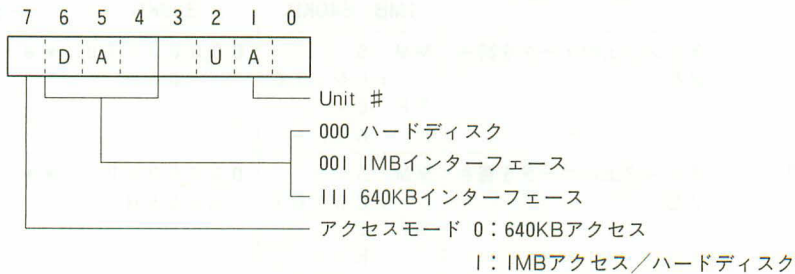 7 6 5 4 3 2 1 0
D A U A
Unit #
000 ハードディスク
001 1MBインターフェース
111 640KBインターフェース
アクセスモード 0：640KBアクセス
1：1MBアクセス／ハードディスク